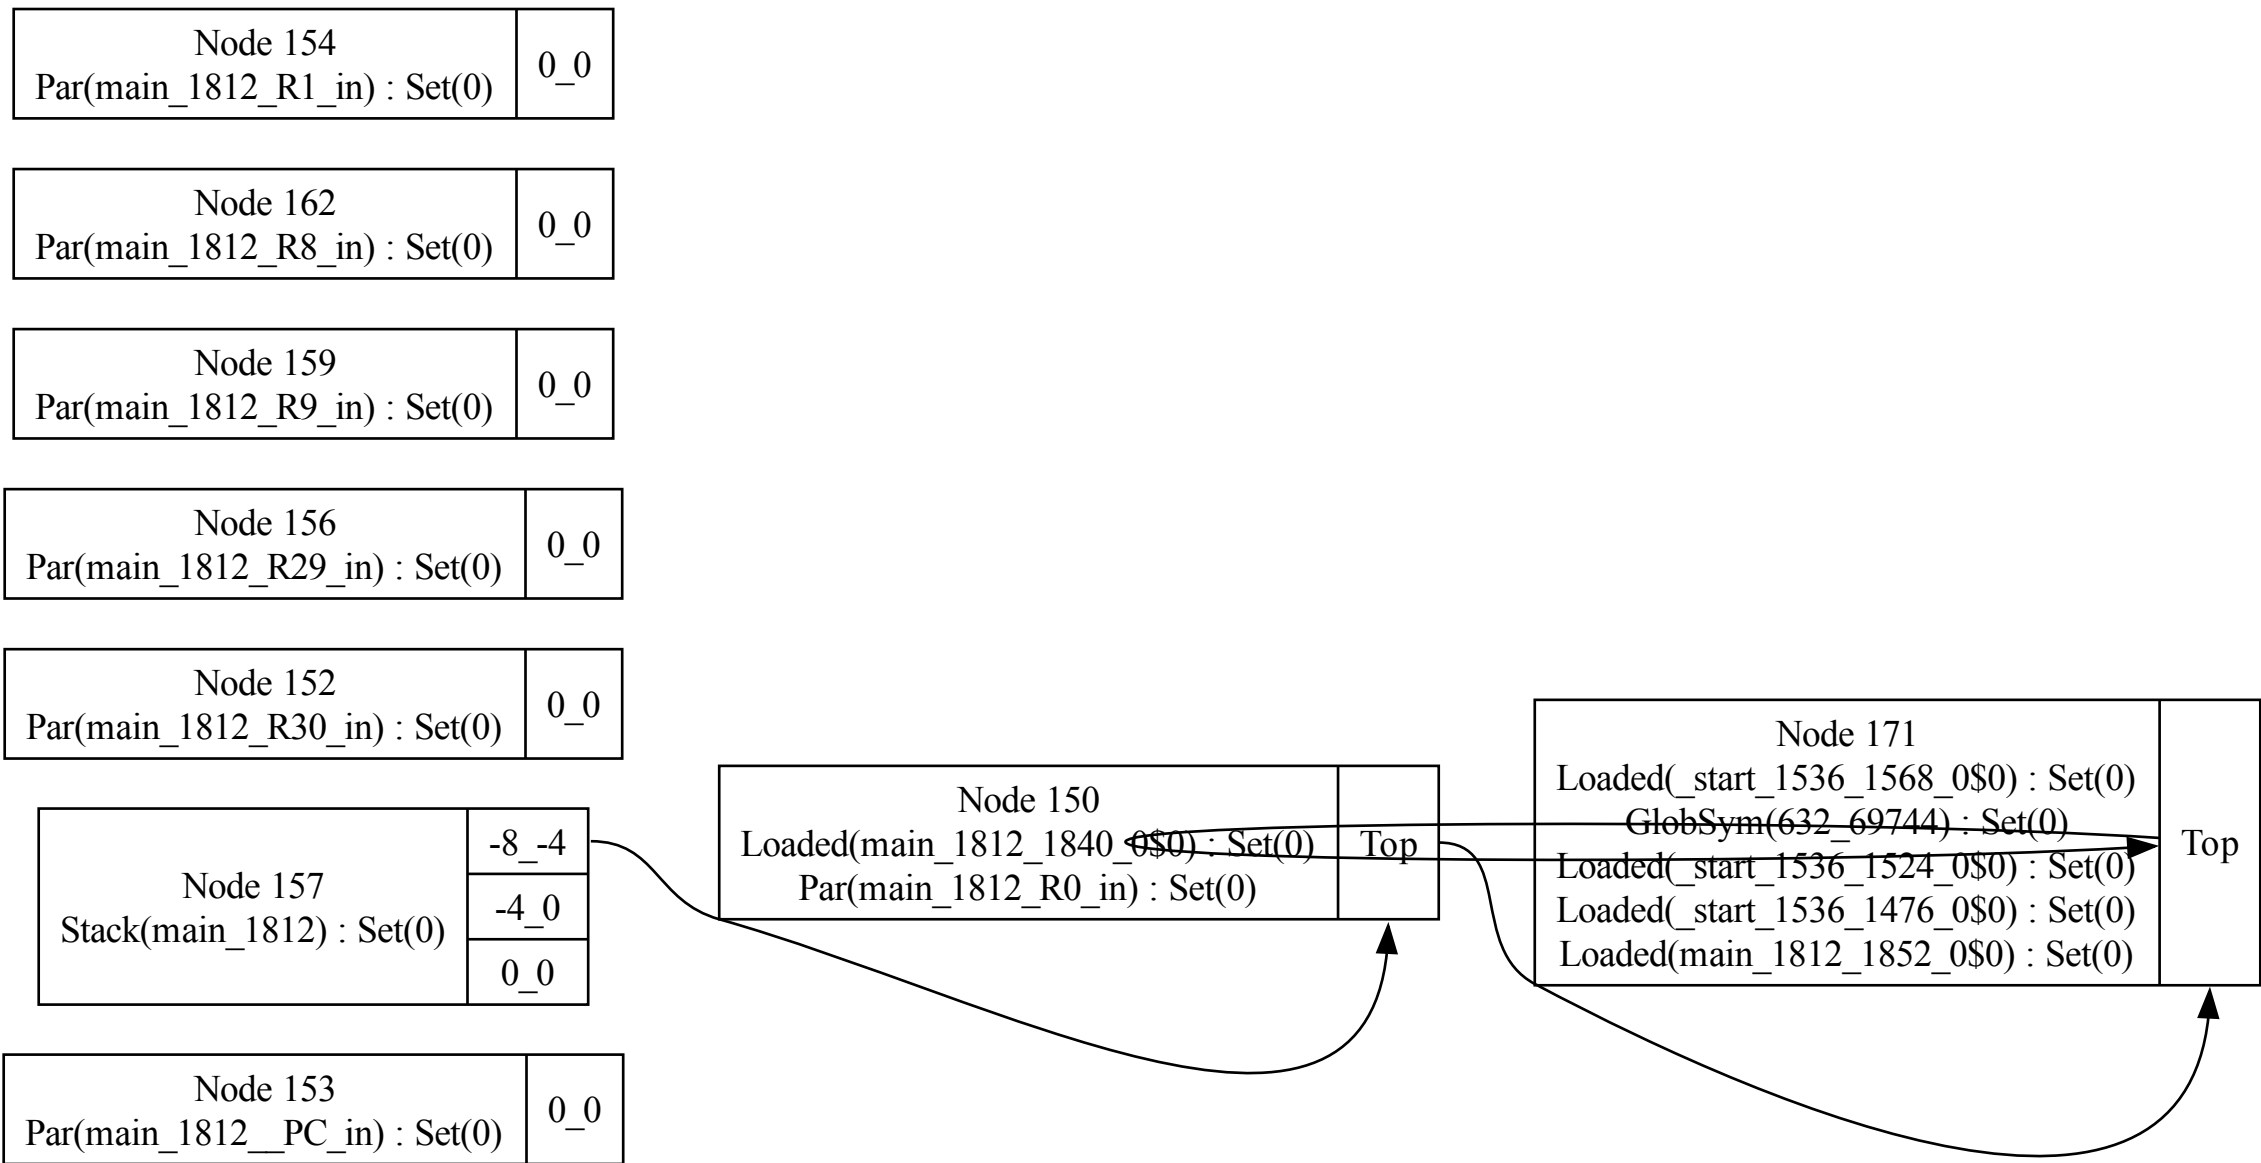 Node 154
Par(main_1812_R1_in) : Set(0)
0_0
Node 162
Par(main_1812_R8_in) : Set(0)
0_0
Node 159
Par(main_1812_R9_in) : Set(0)
0_0
Node 156
Par(main_1812_R29_in) : Set(0)
0_0
Node 152
Par(main_1812_R30_in) : Set(0)
0_0
Node 157
Stack(main_1812) : Set(0)
-8_-4
-4_0
0_0
Node 153
Par(main_1812__PC_in) : Set(0)
0_0
Node 150
Loaded(main_1812_1840_0$0) : Set(0)
Par(main_1812_R0_in) : Set(0)
Top
Node 171
Loaded(_start_1536_1568_0$0) : Set(0)
GlobSym(632_69744) : Set(0)
Loaded(_start_1536_1524_0$0) : Set(0)
Loaded(_start_1536_1476_0$0) : Set(0)
Loaded(main_1812_1852_0$0) : Set(0)
Top